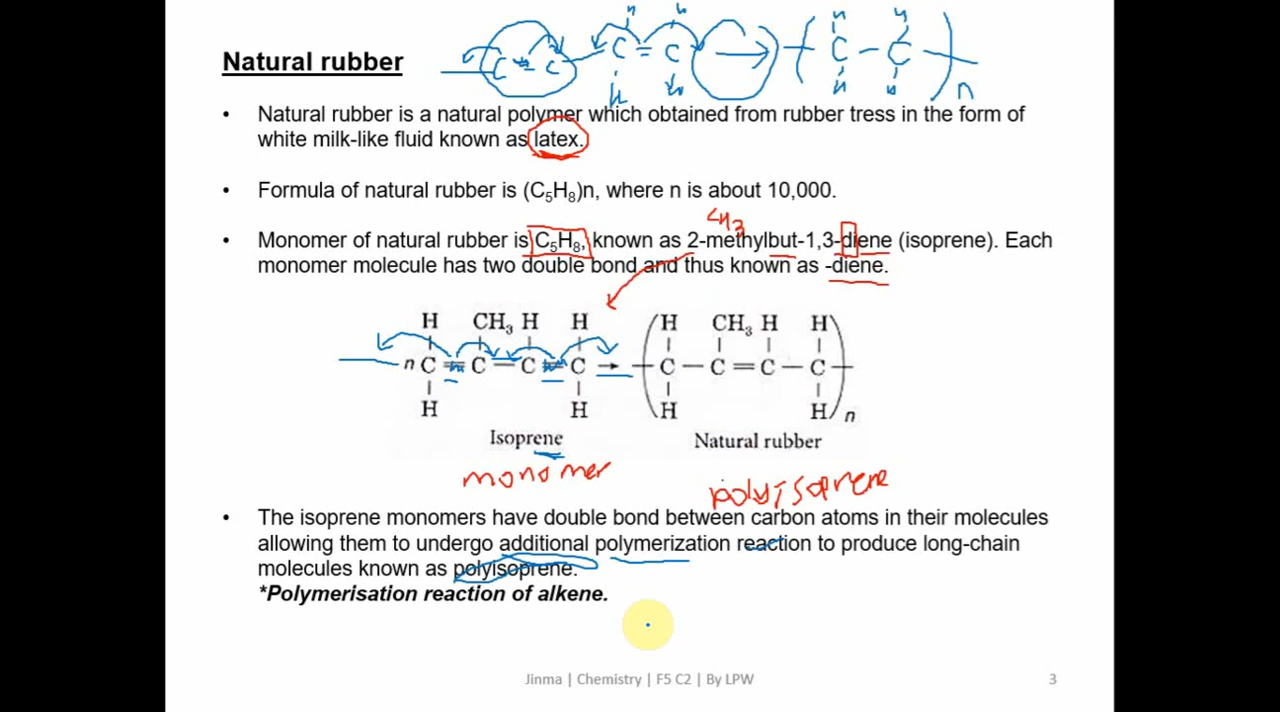 H H H H
C = C C = C → ( C - C ) n
H H H H
Natural rubber
• Natural rubber is a natural polymer which obtained from rubber tress in the form of
white milk-like fluid known as latex.
• Formula of natural rubber is (C₅H₈)n, where n is about 10,000.
CH3
• Monomer of natural rubber is C₅H₈, known as 2-methylbut-1,3-diene (isoprene). Each
monomer molecule has two double bond and thus known as -diene.
H CH₃ H H H CH₃ H H
n C = C = C = C → C — C = C — C
H H H H n
Isoprene Natural rubber
monomer polyisoprene
• The isoprene monomers have double bond between carbon atoms in their molecules
allowing them to undergo additional polymerization reaction to produce long-chain
molecules known as polyisoprene.
*Polymerisation reaction of alkene.
Jinma | Chemistry | F5 C2 | By LPW 3